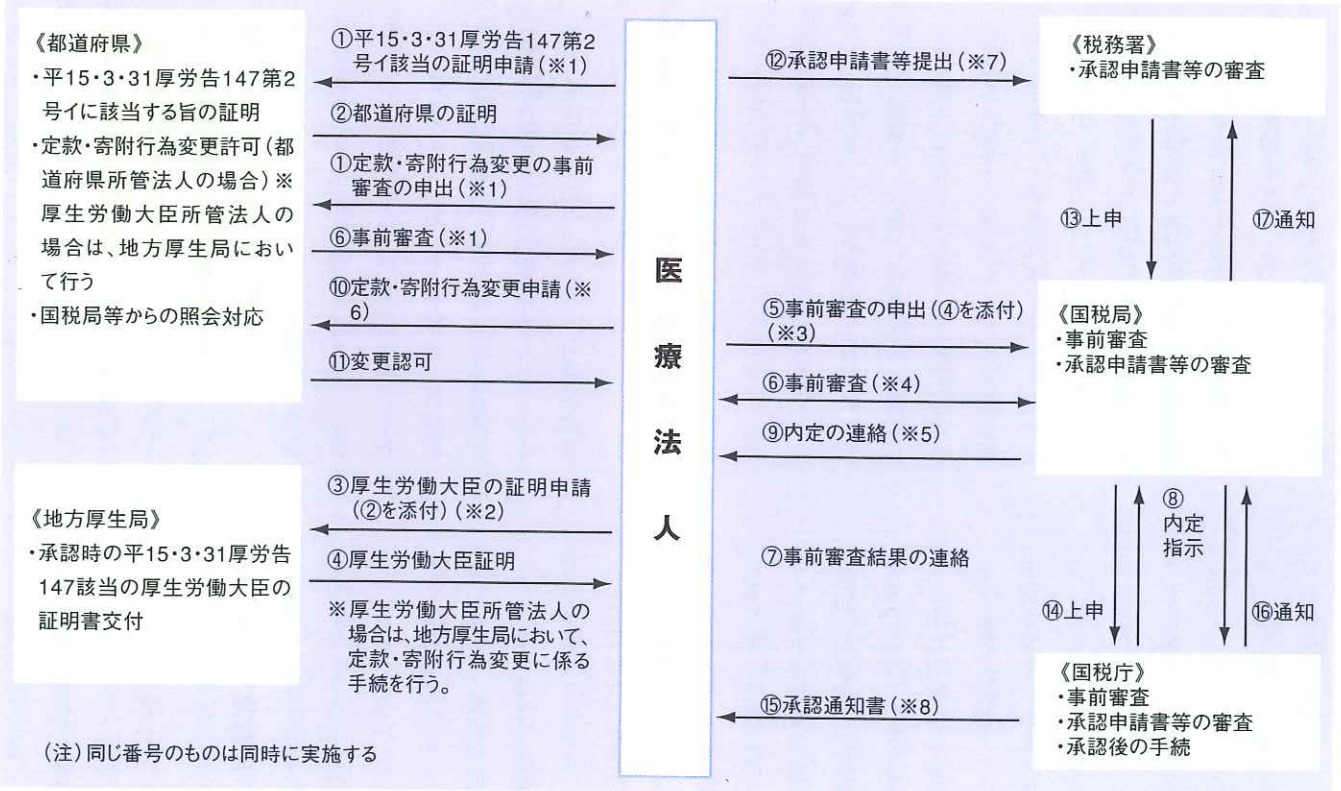 《都道府県》
・平15・3・31厚労告147第2
号イに該当する旨の証明
・定款・寄附行為変更許可(都
道府県所管法人の場合)※
厚生労働大臣所管法人の
場合は、地方厚生局におい
て行う
・国税局等からの照会対応
①平15・3・31厚労告147第2
号イ該当の証明申請(※1)
②都道府県の証明
①定款・寄附行為変更の事前
審査の申出(※1)
⑥事前審査(※1)
⑩定款・寄附行為変更申請(※
6)
⑪変更認可
《地方厚生局》
・承認時の平15・3・31厚労告
147該当の厚生労働大臣の
証明書交付
③厚生労働大臣の証明申請
(②を添付)(※2)
④厚生労働大臣証明
※厚生労働大臣所管法人の
場合は、地方厚生局において、
定款・寄附行為変更に係る
手続を行う。
(注)同じ番号のものは同時に実施する
医療法人
⑫承認申請書等提出(※7)
《税務署》
・承認申請書等の審査
⑬上申
⑰通知
⑤事前審査の申出(④を添付)
(※3)
⑥事前審査(※4)
⑨内定の連絡(※5)
《国税局》
・事前審査
・承認申請書等の審査
⑦事前審査結果の連絡
⑧
内定
指示
⑭上申
⑯通知
⑮承認通知書(※8)
《国税庁》
・事前審査
・承認申請書等の審査
・承認後の手続